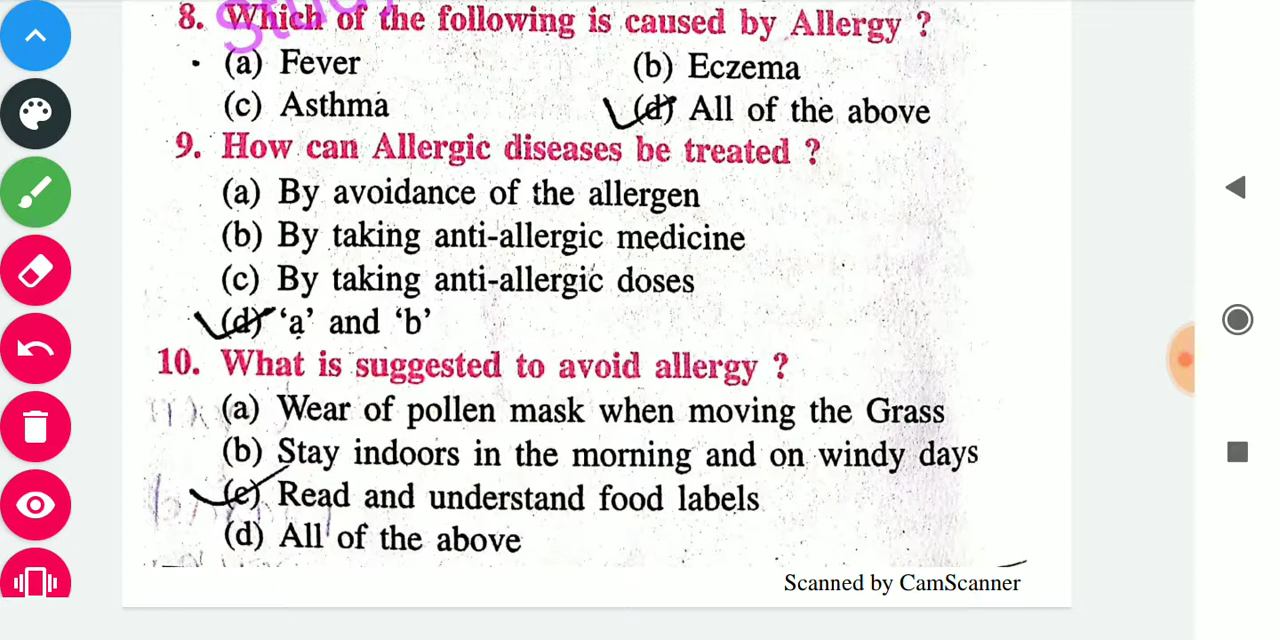 8. Which of the following is caused by Allergy ?
(a) Fever (b) Eczema
(c) Asthma (d) All of the above
9. How can Allergic diseases be treated ?
(a) By avoidance of the allergen
(b) By taking anti-allergic medicine
(c) By taking anti-allergic doses
(d) 'a' and 'b'
10. What is suggested to avoid allergy ?
(a) Wear of pollen mask when moving the Grass
(b) Stay indoors in the morning and on windy days
(c) Read and understand food labels
(d) All of the above
Scanned by CamScanner